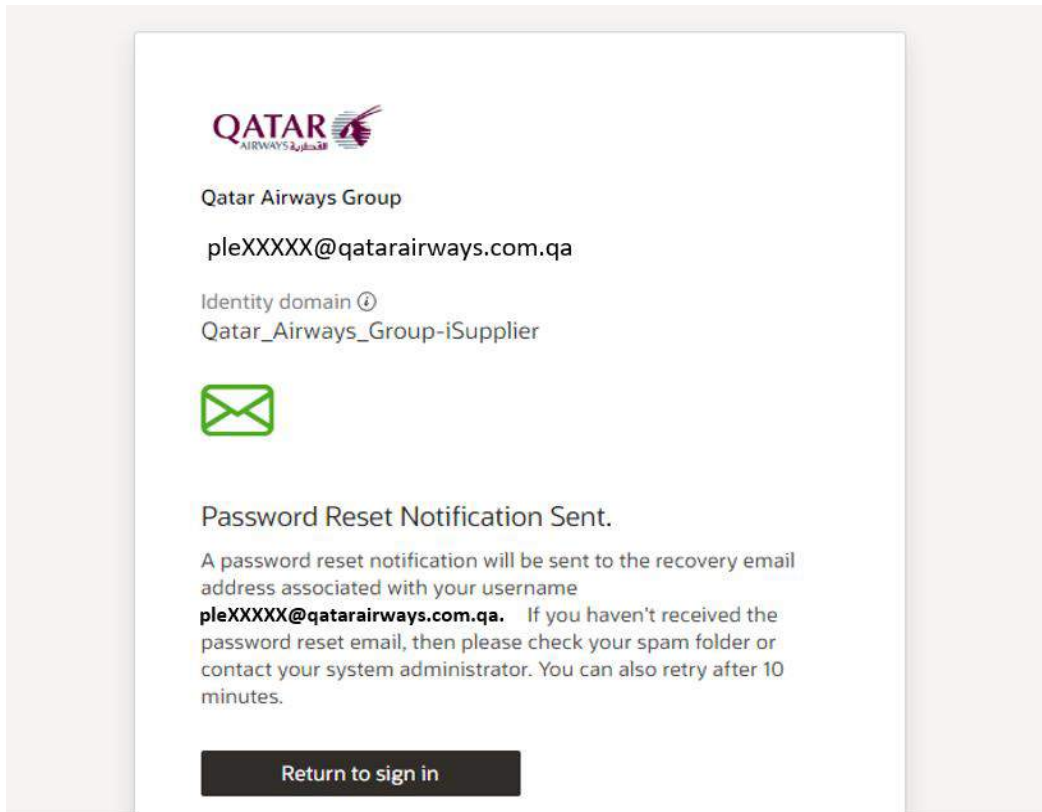 QATAR
AIRWAYS القطرية
Qatar Airways Group
pleXXXXX@qatarairways.com.qa
Identity domain
Qatar_Airways_Group-iSupplier
Password Reset Notification Sent.
A password reset notification will be sent to the recovery email
address associated with your username
pleXXXXX@qatarairways.com.qa. If you haven't received the
password reset email, then please check your spam folder or
contact your system administrator. You can also retry after 10
minutes.
Return to sign in